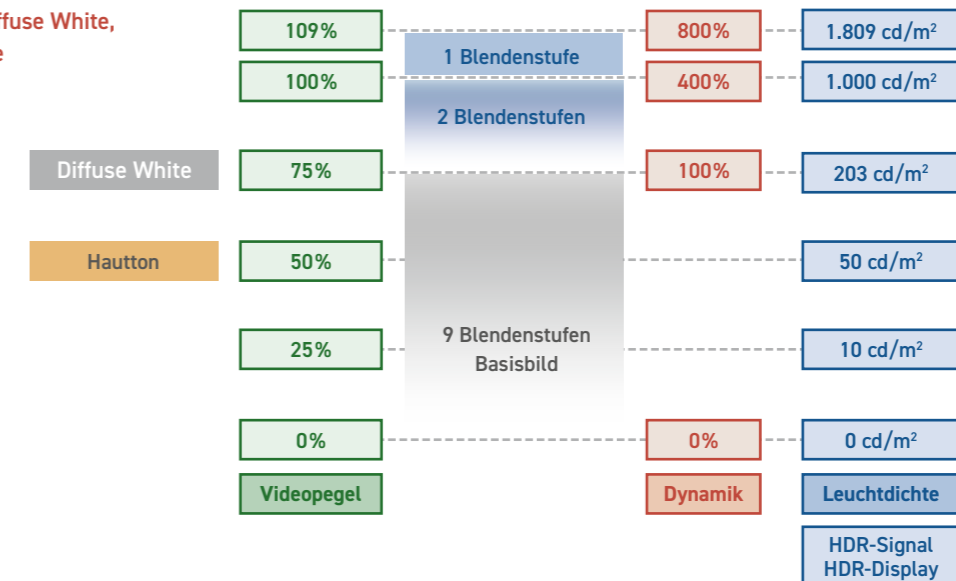 ffuse White,
e
109%
800%
1.809 cd/m²
1 Blendenstufe
100%
400%
1.000 cd/m²
2 Blendenstufen
Diffuse White
75%
100%
203 cd/m²
Hautton
50%
50 cd/m²
9 Blendenstufen
Basisbild
25%
10 cd/m²
0%
0%
0 cd/m²
Videopegel
Dynamik
Leuchtdichte
HDR-Signal
HDR-Display